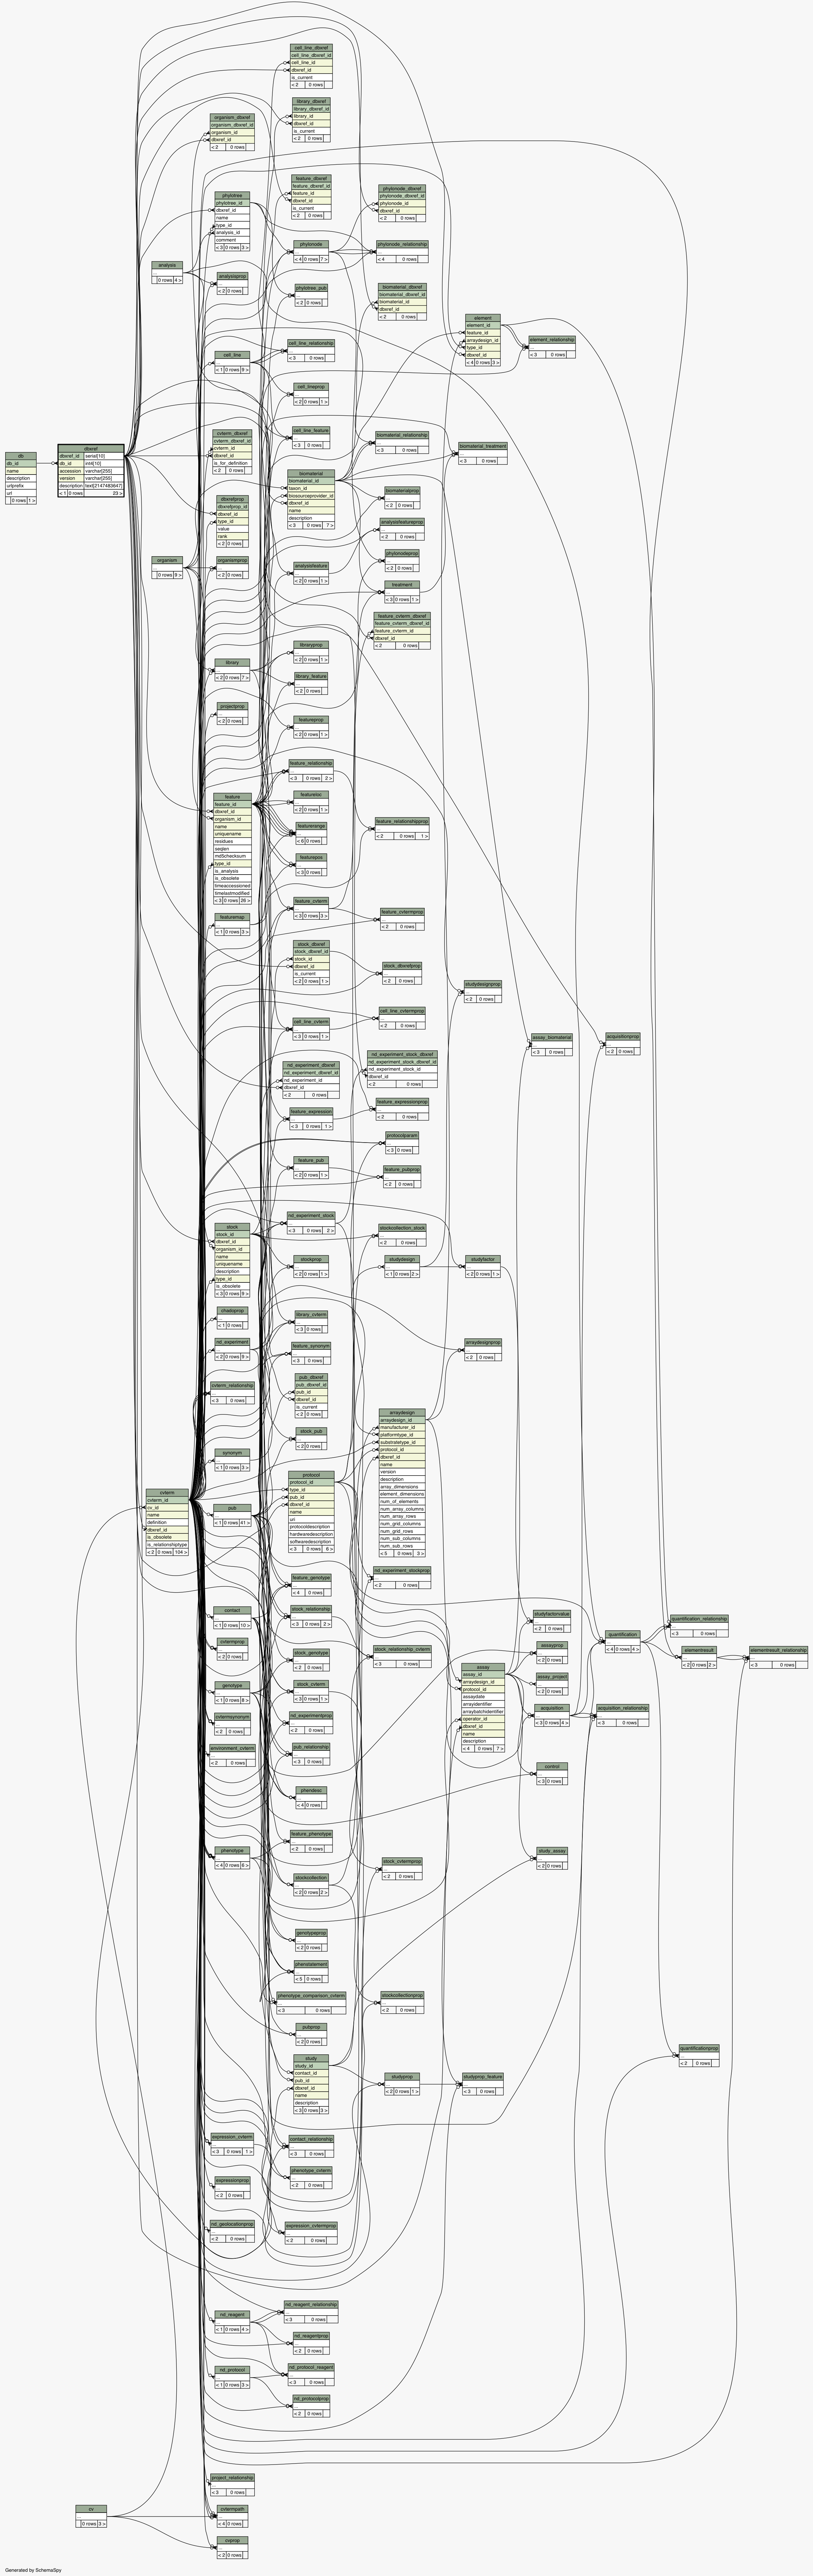 cell_line_dbxref
cell_line_dbxref_id
cell_line_id
dbxref_id
is_current
< 2 0 rows
library_dbxref
library_dbxref_id
library_id
dbxref_id
is_current
< 2 0 rows
organism_dbxref
organism_dbxref_id
organism_id
dbxref_id
< 2 0 rows
feature_dbxref
feature_dbxref_id
feature_id
dbxref_id
is_current
< 2 0 rows
phylonode_dbxref
phylonode_dbxref_id
phylonode_id
dbxref_id
< 2 0 rows
phylotree
phylotree_id
dbxref_id
name
type_id
analysis_id
comment
< 3 0 rows 3 >
phylonode
...
< 4 0 rows 7 >
phylonode_relationship
...
< 4 0 rows
analysis
...
0 rows 4 >
analysisprop
...
< 2 0 rows
phylotree_pub
...
< 2 0 rows
biomaterial_dbxref
biomaterial_dbxref_id
biomaterial_id
dbxref_id
< 2 0 rows
element
element_id
feature_id
arraydesign_id
type_id
dbxref_id
< 4 0 rows 3 >
element_relationship
...
< 3 0 rows
cell_line_relationship
...
< 3 0 rows
cell_line
...
< 1 0 rows 9 >
cell_lineprop
...
< 2 0 rows 1 >
cell_line_feature
...
< 3 0 rows
cvterm_dbxref
cvterm_dbxref_id
cvterm_id
dbxref_id
is_for_definition
< 2 0 rows
biomaterial_relationship
...
< 3 0 rows
biomaterial_treatment
...
< 3 0 rows
db
db_id
name
description
urlprefix
url
0 rows 1 >
dbxref
dbxref_id serial[10]
db_id int4[10]
accession varchar[255]
version varchar[255]
description text[2147483647]
< 1 0 rows 23 >
biomaterial
biomaterial_id
taxon_id
biosourceprovider_id
dbxref_id
name
description
< 3 0 rows 7 >
biomaterialprop
...
< 2 0 rows
dbxrefprop
dbxrefprop_id
dbxref_id
type_id
value
rank
< 2 0 rows
analysisfeatureprop
...
< 2 0 rows
organism
...
0 rows 9 >
organismprop
...
< 2 0 rows
analysisfeature
...
< 2 0 rows 1 >
phylonodeprop
...
< 2 0 rows
treatment
...
< 3 0 rows 1 >
feature_cvterm_dbxref
feature_cvterm_dbxref_id
feature_cvterm_id
dbxref_id
< 2 0 rows
library
...
< 2 0 rows 7 >
libraryprop
...
< 2 0 rows 1 >
library_feature
...
< 2 0 rows
projectprop
...
< 2 0 rows
featureprop
...
< 2 0 rows 1 >
feature_relationship
...
< 3 0 rows 2 >
feature
feature_id
dbxref_id
organism_id
name
uniquename
residues
seqlen
md5checksum
type_id
is_analysis
is_obsolete
timeaccessioned
timelastmodified
< 3 0 rows 26 >
featureloc
...
< 2 0 rows 1 >
featurerange
...
< 6 0 rows
featurepos
...
< 3 0 rows
feature_relationshipprop
...
< 2 0 rows 1 >
feature_cvterm
...
< 3 0 rows 3 >
feature_cvtermprop
...
< 2 0 rows
featuremap
...
< 1 0 rows 3 >
stock_dbxref
stock_dbxref_id
stock_id
dbxref_id
is_current
< 2 0 rows 1 >
stock_dbxrefprop
...
< 2 0 rows
studydesignprop
...
< 2 0 rows
cell_line_cvterm
...
< 3 0 rows 1 >
cell_line_cvtermprop
...
< 2 0 rows
assay_biomaterial
...
< 3 0 rows
acquisitionprop
...
< 2 0 rows
nd_experiment_dbxref
nd_experiment_dbxref_id
nd_experiment_id
dbxref_id
< 2 0 rows
nd_experiment_stock_dbxref
nd_experiment_stock_dbxref_id
nd_experiment_stock_id
dbxref_id
< 2 0 rows
feature_expression
...
< 3 0 rows 1 >
feature_expressionprop
...
< 2 0 rows
protocolparam
...
< 3 0 rows
feature_pub
...
< 2 0 rows 1 >
feature_pubprop
...
< 2 0 rows
stock
stock_id
dbxref_id
organism_id
name
uniquename
description
type_id
is_obsolete
< 3 0 rows 9 >
nd_experiment_stock
...
< 3 0 rows 2 >
stockcollection_stock
...
< 2 0 rows
stockprop
...
< 2 0 rows 1 >
studydesign
...
< 1 0 rows 2 >
studyfactor
...
< 2 0 rows 1 >
chadoprop
...
< 1 0 rows
library_cvterm
...
< 3 0 rows
nd_experiment
...
< 2 0 rows 9 >
feature_synonym
...
< 3 0 rows
arraydesignprop
...
< 2 0 rows
cvterm_relationship
...
< 3 0 rows
pub_dbxref
pub_dbxref_id
pub_id
dbxref_id
is_current
< 2 0 rows
stock_pub
...
< 2 0 rows
arraydesign
arraydesign_id
manufacturer_id
platformtype_id
substratetype_id
protocol_id
dbxref_id
name
version
description
array_dimensions
element_dimensions
num_of_elements
num_array_columns
num_array_rows
num_grid_columns
num_grid_rows
num_sub_columns
num_sub_rows
< 5 0 rows 3 >
synonym
...
< 1 0 rows 3 >
cvterm
cvterm_id
cv_id
name
definition
dbxref_id
is_obsolete
is_relationshiptype
< 2 0 rows 104 >
pub
...
< 1 0 rows 41 >
protocol
protocol_id
type_id
pub_id
dbxref_id
name
uri
protocoldescription
hardwaredescription
softwaredescription
< 3 0 rows 6 >
feature_genotype
...
< 4 0 rows
nd_experiment_stockprop
...
< 2 0 rows
contact
...
< 1 0 rows 10 >
stock_relationship
...
< 3 0 rows 2 >
studyfactorvalue
...
< 2 0 rows
quantification_relationship
...
< 3 0 rows
cvtermprop
...
< 2 0 rows
stock_genotype
...
< 2 0 rows
stock_relationship_cvterm
...
< 3 0 rows
assayprop
...
< 2 0 rows
quantification
...
< 4 0 rows 4 >
elementresult
...
< 2 0 rows 2 >
elementresult_relationship
...
< 3 0 rows
genotype
...
< 1 0 rows 8 >
stock_cvterm
...
< 3 0 rows 1 >
assay
assay_id
arraydesign_id
protocol_id
assaydate
arrayidentifier
arraybatchidentifier
operator_id
dbxref_id
name
description
< 4 0 rows 7 >
assay_project
...
< 2 0 rows
cvtermsynonym
...
< 2 0 rows
nd_experimentprop
...
< 2 0 rows
acquisition
...
< 3 0 rows 4 >
acquisition_relationship
...
< 3 0 rows
environment_cvterm
...
< 2 0 rows
pub_relationship
...
< 3 0 rows
control
...
< 3 0 rows
phendesc
...
< 4 0 rows
feature_phenotype
...
< 2 0 rows
phenotype
...
< 4 0 rows 6 >
stock_cvtermprop
...
< 2 0 rows
study_assay
...
< 2 0 rows
stockcollection
...
< 2 0 rows 2 >
genotypeprop
...
< 2 0 rows
phenstatement
...
< 5 0 rows
phenotype_comparison_cvterm
...
< 3 0 rows
stockcollectionprop
...
< 2 0 rows
pubprop
...
< 2 0 rows
quantificationprop
...
< 2 0 rows
study
study_id
contact_id
pub_id
dbxref_id
name
description
< 3 0 rows 3 >
studyprop
...
< 2 0 rows 1 >
studyprop_feature
...
< 3 0 rows
expression_cvterm
...
< 3 0 rows 1 >
contact_relationship
...
< 3 0 rows
phenotype_cvterm
...
< 2 0 rows
expressionprop
...
< 2 0 rows
nd_geolocationprop
...
< 2 0 rows
expression_cvtermprop
...
< 2 0 rows
nd_reagent_relationship
...
< 3 0 rows
nd_reagent
...
< 1 0 rows 4 >
nd_reagentprop
...
< 2 0 rows
nd_protocol
...
< 1 0 rows 3 >
nd_protocol_reagent
...
< 3 0 rows
nd_protocolprop
...
< 2 0 rows
project_relationship
...
< 3 0 rows
cv
...
0 rows 3 >
cvtermpath
...
< 4 0 rows
cvprop
...
< 2 0 rows
Generated by SchemaSpy